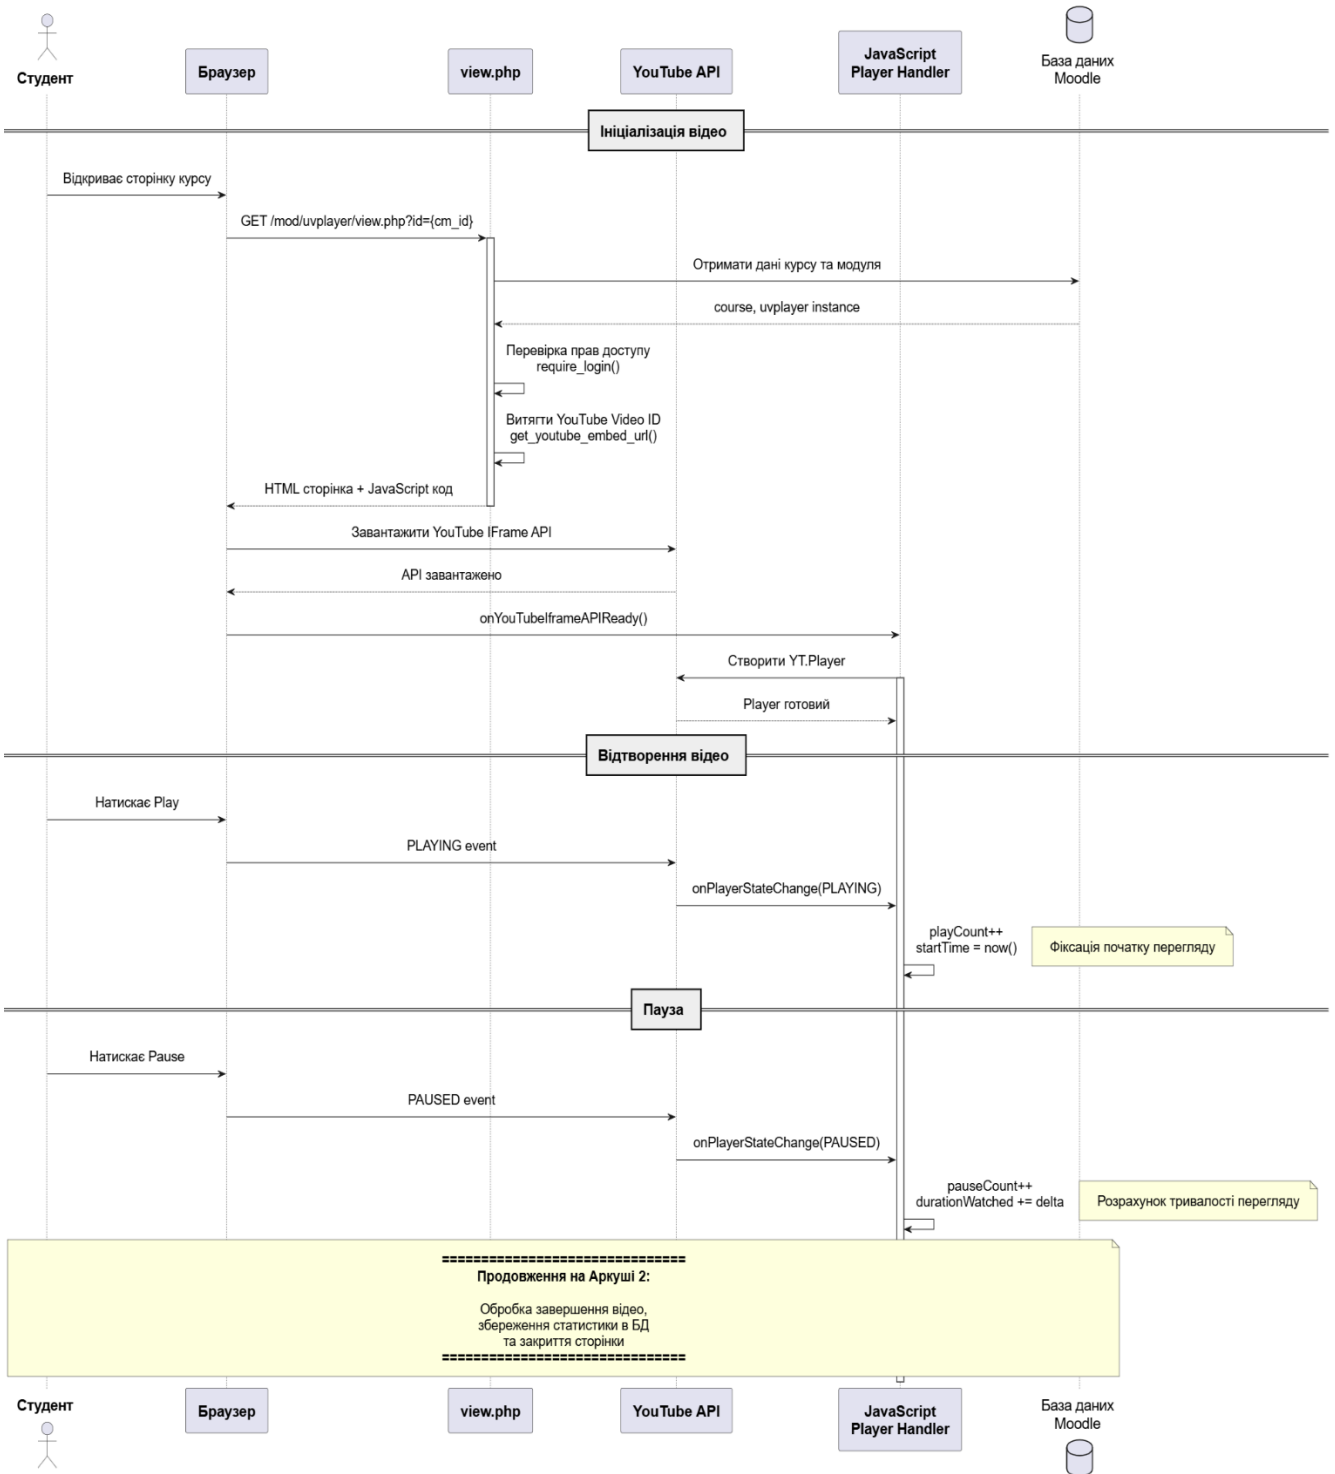 Студент
Браузер
view.php
YouTube API
JavaScript
Player Handler
База даних
Moodle
Ініціалізація відео
Відкриває сторінку курсу
GET /mod/uvplayer/view.php?id={cm_id}
Отримати дані курсу та модуля
course, uvplayer instance
Перевірка прав доступу
require_login()
Витягти YouTube Video ID
get_youtube_embed_url()
HTML сторінка + JavaScript код
Завантажити YouTube IFrame API
API завантажено
onYouTubeIframeAPIReady()
Створити YT.Player
Player готовий
Відтворення відео
Натискає Play
PLAYING event
onPlayerStateChange(PLAYING)
playCount++
startTime = now()
Фіксація початку перегляду
Пауза
Натискає Pause
PAUSED event
onPlayerStateChange(PAUSED)
pauseCount++
durationWatched += delta
Розрахунок тривалості перегляду
===============================
Продовження на Аркуші 2:
Обробка завершення відео,
збереження статистики в БД
та закриття сторінки
===============================
Студент
Браузер
view.php
YouTube API
JavaScript
Player Handler
База даних
Moodle